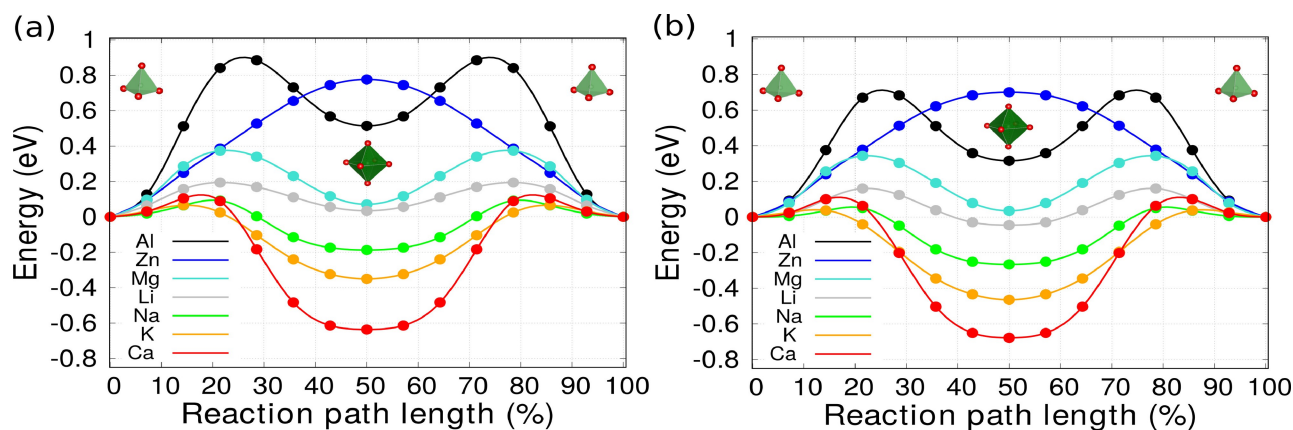 (a)
Energy (eV)
1
0.8
0.6
0.4
0.2
0
-0.2
-0.4
-0.6
-0.8
Al
Zn
Mg
Li
Na
K
Ca
0 10 20 30 40 50 60 70 80 90 100
Reaction path length (%)
(b)
Energy (eV)
1
0.8
0.6
0.4
0.2
0
-0.2
-0.4
-0.6
-0.8
Al
Zn
Mg
Li
Na
K
Ca
0 10 20 30 40 50 60 70 80 90 100
Reaction path length (%)